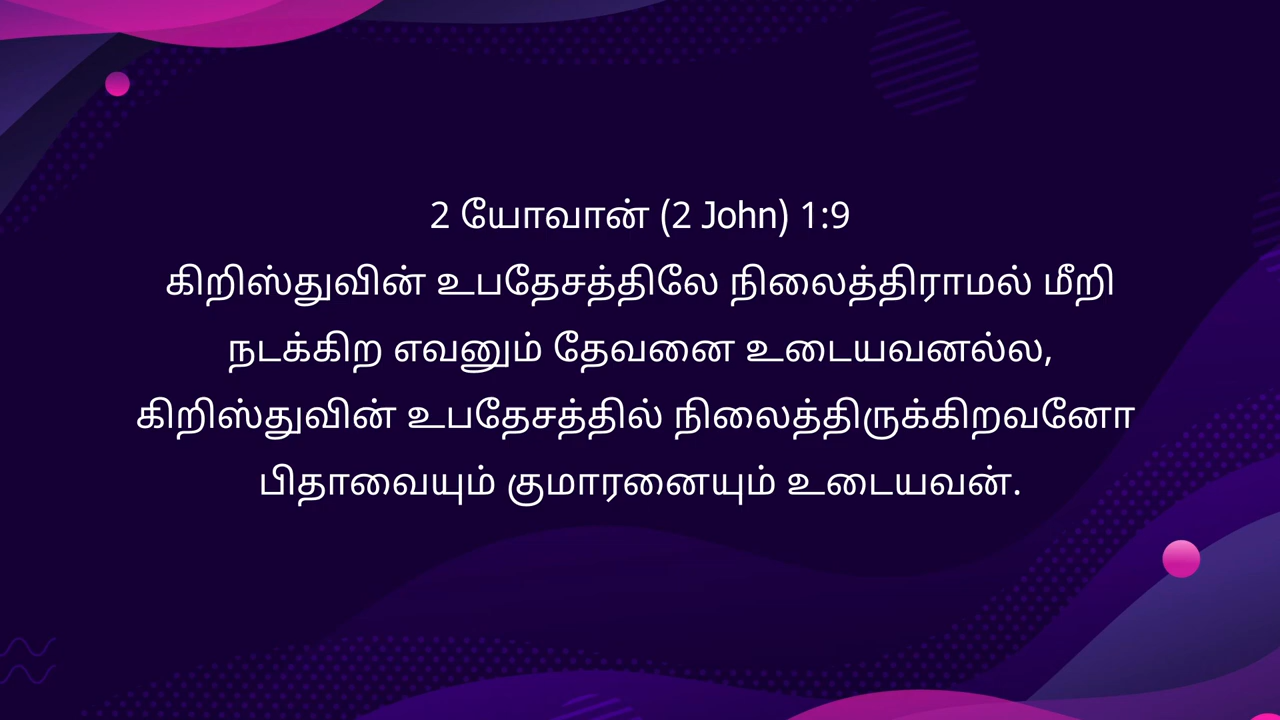 2 யோவான் (2 John) 1:9
கிறிஸ்துவின் உபதேசத்திலே நிலைத்திராமல் மீறி
நடக்கிற எவனும் தேவனை உடையவனல்ல,
கிறிஸ்துவின் உபதேசத்தில் நிலைத்திருக்கிறவனோ
பிதாவையும் குமாரனையும் உடையவன்.